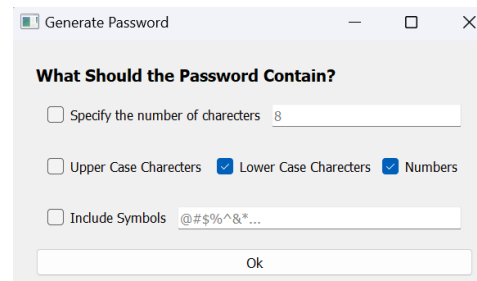 Generate Password
What Should the Password Contain?
Specify the number of charecters 8
Upper Case Charecters Lower Case Charecters Numbers
Include Symbols @#$%^&*...
Ok